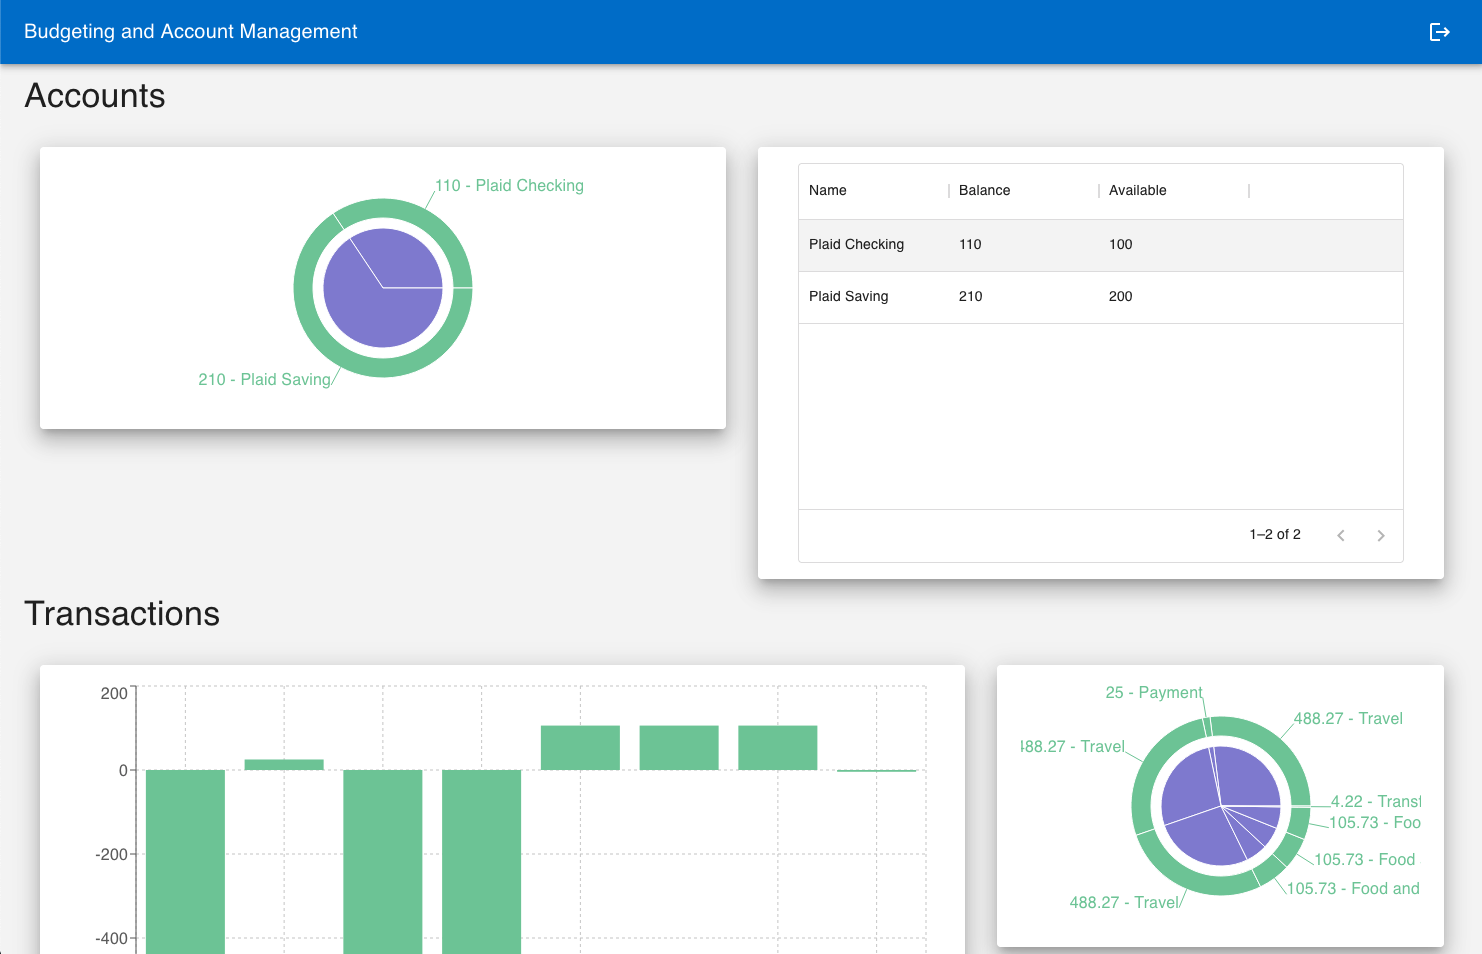 Budgeting and Account Management
Accounts
110 - Plaid Checking
210 - Plaid Saving
Name Balance Available
Plaid Checking 110 100
Plaid Saving 210 200
1–2 of 2
Transactions
200
0
-200
-400
25 - Payment
488.27 - Travel
488.27 - Travel
4.22 - Transf
105.73 - Foo
105.73 - Food
105.73 - Food and
488.27 - Travel